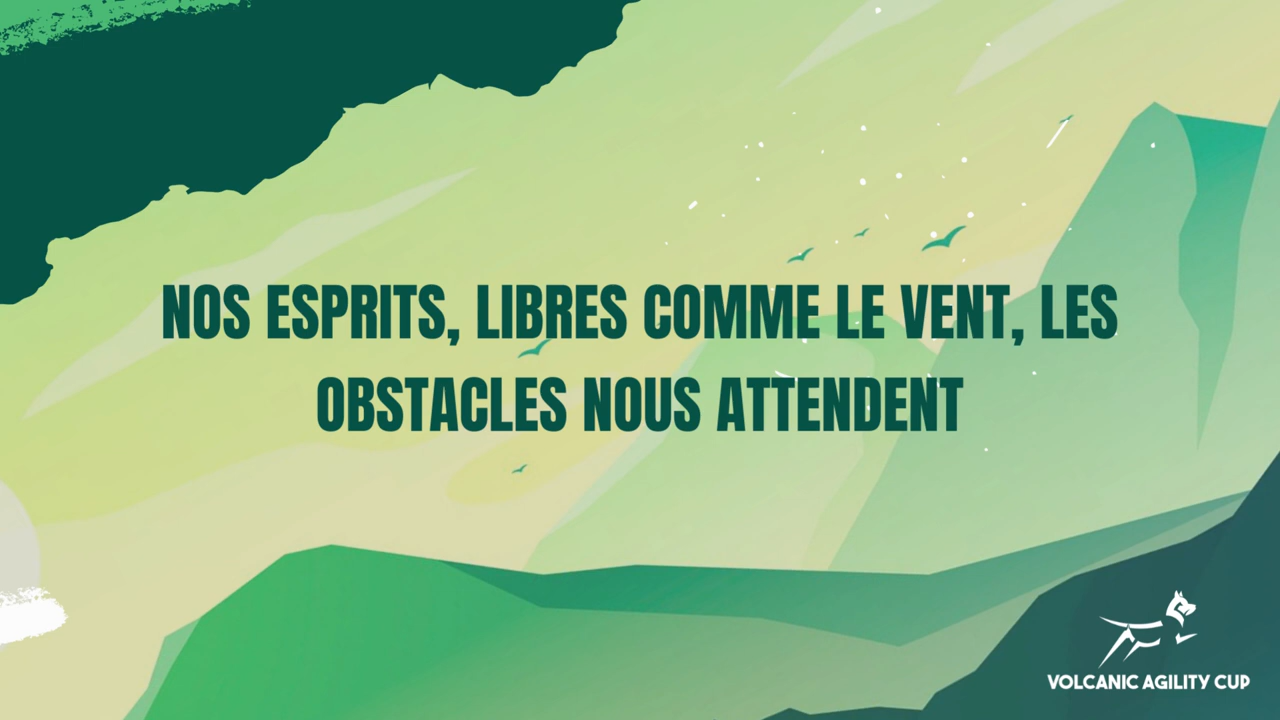 NOS ESPRITS, LIBRES COMME LE VENT, LES
OBSTACLES NOUS ATTENDENT
VOLCANIC AGILITY CUP